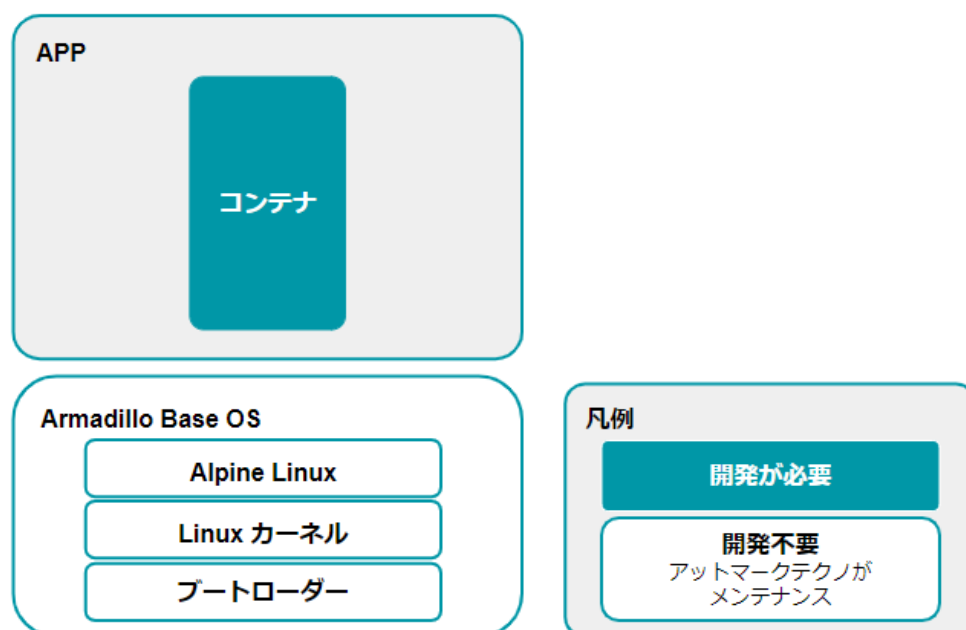 APP
コンテナ
Armadillo Base OS
Alpine Linux
Linux カーネル
ブートローダー
凡例
開発が必要
開発不要
アットマークテクノが
メンテナンス